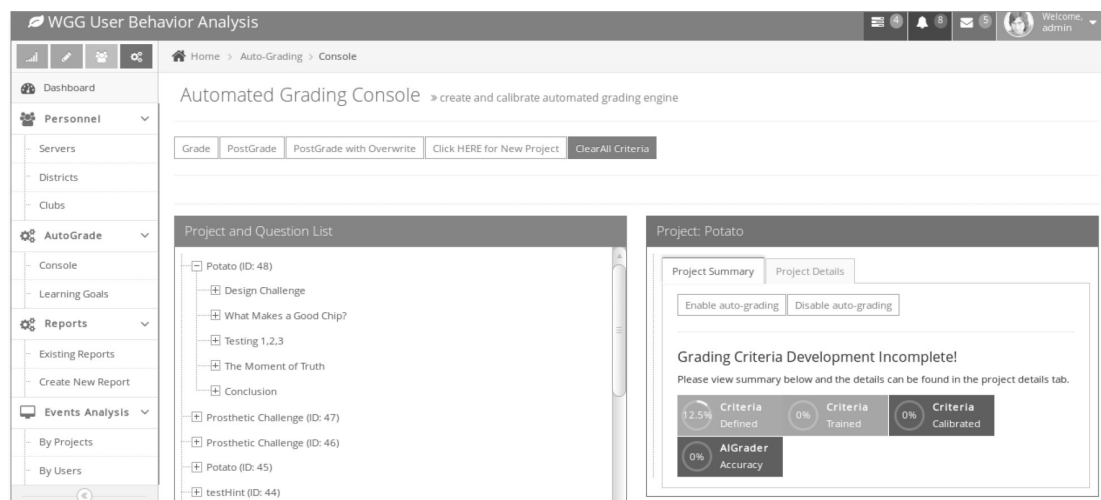 WGG User Behavior Analysis
4
8
5
Welcome,
admin
Home > Auto-Grading > Console
Dashboard
Personnel
Servers
Districts
Clubs
AutoGrade
Console
Learning Goals
Reports
Existing Reports
Create New Report
Events Analysis
By Projects
By Users
Automated Grading Console » create and calibrate automated grading engine
Grade PostGrade PostGrade with Overwrite Click HERE for New Project ClearAll Criteria
Project and Question List
Potato (ID: 48)
Design Challenge
What Makes a Good Chip?
Testing 1,2,3
The Moment of Truth
Conclusion
Prosthetic Challenge (ID: 47)
Prosthetic Challenge (ID: 46)
Potato (ID: 45)
testHint (ID: 44)
Project: Potato
Project Summary Project Details
Enable auto-grading Disable auto-grading
Grading Criteria Development Incomplete!
Please view summary below and the details can be found in the project details tab.
12.5% Criteria
Defined
0% Criteria
Trained
0% Criteria
Calibrated
0% AIGrader
Accuracy